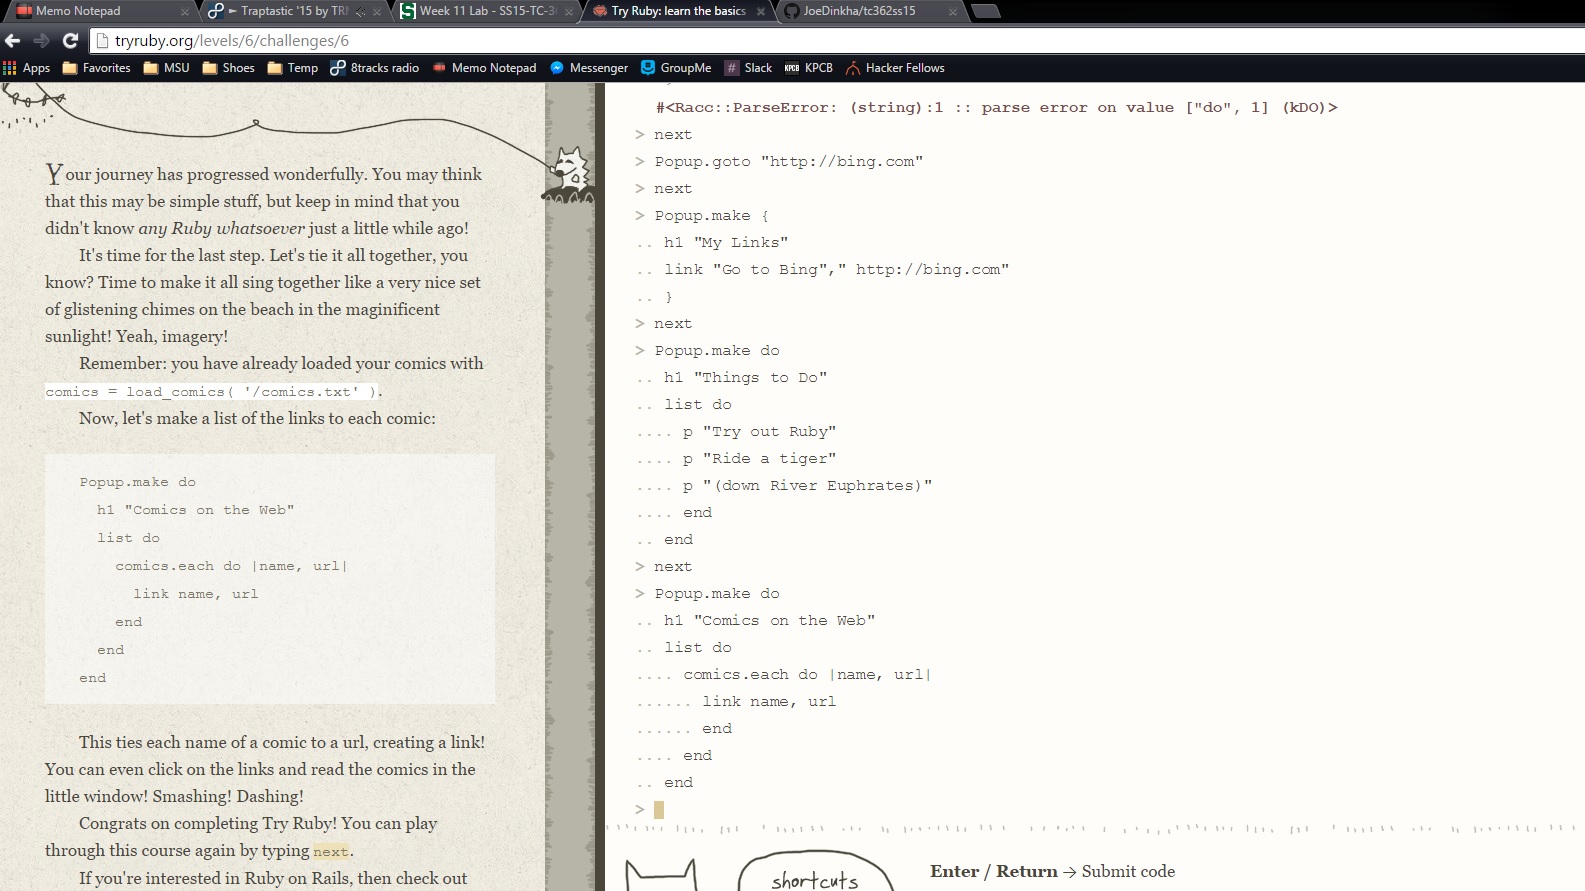 Memo Notepad
Traptastic '15 by TRN
Week 11 Lab - SS15-TC-3
Try Ruby: learn the basics
JoeDinkha/tc362ss15
tryruby.org/levels/6/challenges/6
Apps Favorites MSU Shoes Temp 8tracks radio Memo Notepad Messenger GroupMe Slack KPCB KPCB Hacker Fellows
Your journey has progressed wonderfully. You may think
that this may be simple stuff, but keep in mind that you
didn't know any Ruby whatsoever just a little while ago!
It's time for the last step. Let's tie it all together, you
know? Time to make it all sing together like a very nice set
of glistening chimes on the beach in the maginificent
sunlight! Yeah, imagery!
Remember: you have already loaded your comics with
comics = load_comics( '/comics.txt' ).
Now, let's make a list of the links to each comic:
Popup.make do
h1 "Comics on the Web"
list do
comics.each do |name, url|
link name, url
end
end
end
This ties each name of a comic to a url, creating a link!
You can even click on the links and read the comics in the
little window! Smashing! Dashing!
Congrats on completing Try Ruby! You can play
through this course again by typing next.
If you're interested in Ruby on Rails, then check out
#<Racc::ParseError: (string):1 :: parse error on value ["do", 1] (kDO)>
> next
> Popup.goto "http://bing.com"
> next
> Popup.make {
.. h1 "My Links"
.. link "Go to Bing"," http://bing.com"
.. }
> next
> Popup.make do
.. h1 "Things to Do"
.. list do
.... p "Try out Ruby"
.... p "Ride a tiger"
.... p "(down River Euphrates)"
.... end
.. end
> next
> Popup.make do
.. h1 "Comics on the Web"
.. list do
.... comics.each do |name, url|
...... link name, url
...... end
.... end
.. end
>
shortcuts
Enter / Return → Submit code